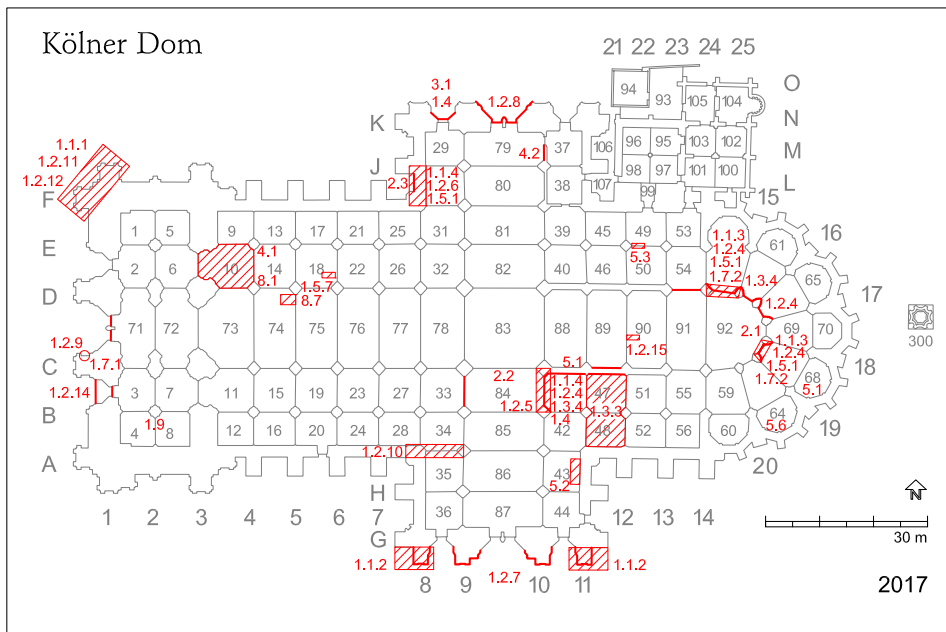 Kölner Dom
21 22 23 24 25
94 93 105 104 O
3.1
1.4 1.2.8
K
N
29 79 37 106 96 95 103 102
4.2
M
1.1.1
1.2.11
1.2.12
J
98 97 101 100
L
2.3 1.1.4
1.2.6
1.5.1
80 38 107 99
F
15
1 5 9 13 17 21 25 31 81 39 45 49 53
16
E
1.1.3
1.2.4
1.5.1
1.7.2
61
4.1
5.3
2 6 10 14 18 22 26 32 82 40 46 50 54
8.1
1.5.7
8.7
1.3.4
65
D
17
1.2.4
71 72 73 74 75 76 77 78 83 88 89 90 91 92 69 70
2.1
300
1.2.9
1.7.1
1.2.15
1.1.3
1.2.4
1.5.1
1.7.2
C
18
5.1
2.2
1.1.4
1.2.4
1.3.4
1.4
68
5.1
1.2.14
3 7 11 15 19 23 27 33 84 47 51 55 59
1.2.5
1.3.3
B
64
5.6
19
1.9
4 8 12 16 20 24 28 34 85 42 48 52 56 60
A
1.2.10
20
35 86 43
5.2
H
N
1 2 3 4 5 6 7
36 87 44
12 13 14
G
30 m
1.1.2 8 9 1.2.7 10 11 1.1.2
2017